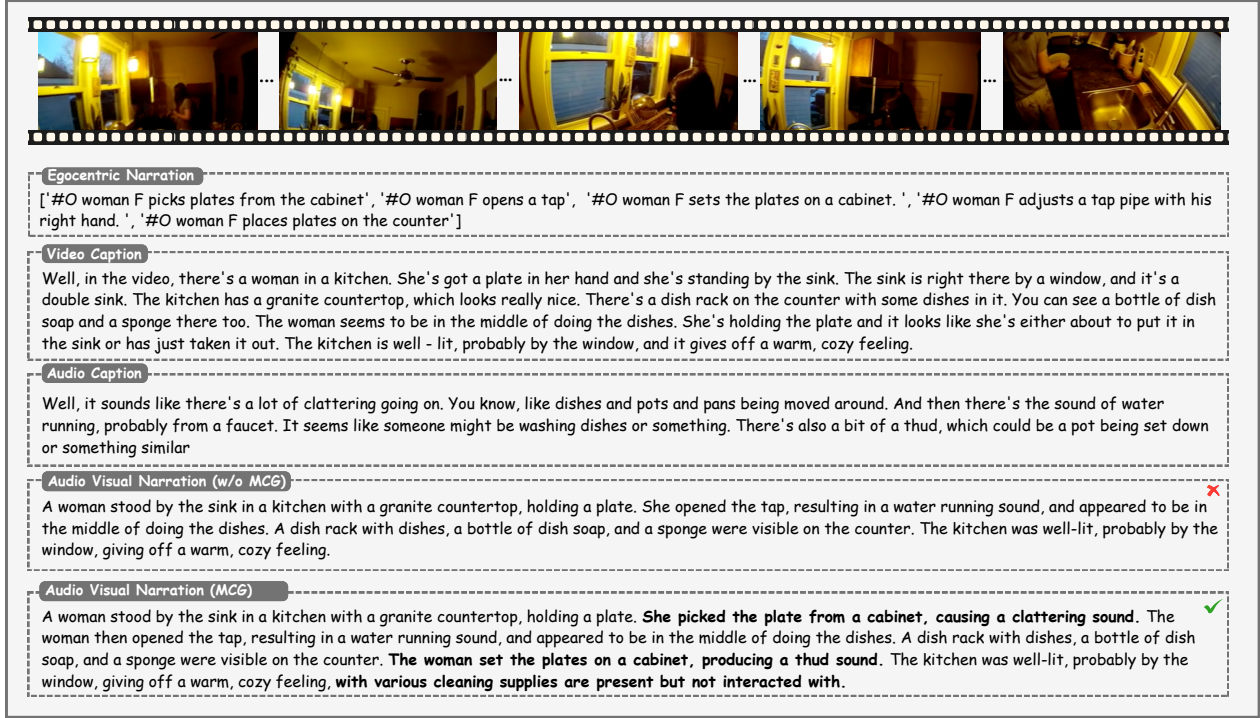 ...
...
...
...
Egocentric Narration
['#O woman F picks plates from the cabinet', '#O woman F opens a tap',  '#O woman F sets the plates on a cabinet. ', '#O woman F adjusts a tap pipe with his
right hand. ', '#O woman F places plates on the counter']
Video Caption
Well, in the video, there's a woman in a kitchen. She's got a plate in her hand and she's standing by the sink. The sink is right there by a window, and it's a
double sink. The kitchen has a granite countertop, which looks really nice. There's a dish rack on the counter with some dishes in it. You can see a bottle of dish
soap and a sponge there too. The woman seems to be in the middle of doing the dishes. She's holding the plate and it looks like she's either about to put it in
the sink or has just taken it out. The kitchen is well - lit, probably by the window, and it gives off a warm, cozy feeling.
Audio Caption
Well, it sounds like there's a lot of clattering going on. You know, like dishes and pots and pans being moved around. And then there's the sound of water
running, probably from a faucet. It seems like someone might be washing dishes or something. There's also a bit of a thud, which could be a pot being set down
or something similar
Audio Visual Narration (w/o MCG)
A woman stood by the sink in a kitchen with a granite countertop, holding a plate. She opened the tap, resulting in a water running sound, and appeared to be in
the middle of doing the dishes. A dish rack with dishes, a bottle of dish soap, and a sponge were visible on the counter. The kitchen was well-lit, probably by the
window, giving off a warm, cozy feeling.
Audio Visual Narration (MCG)
A woman stood by the sink in a kitchen with a granite countertop, holding a plate. She picked the plate from a cabinet, causing a clattering sound. The
woman then opened the tap, resulting in a water running sound, and appeared to be in the middle of doing the dishes. A dish rack with dishes, a bottle of dish
soap, and a sponge were visible on the counter. The woman set the plates on a cabinet, producing a thud sound. The kitchen was well-lit, probably by the
window, giving off a warm, cozy feeling, with various cleaning supplies are present but not interacted with.